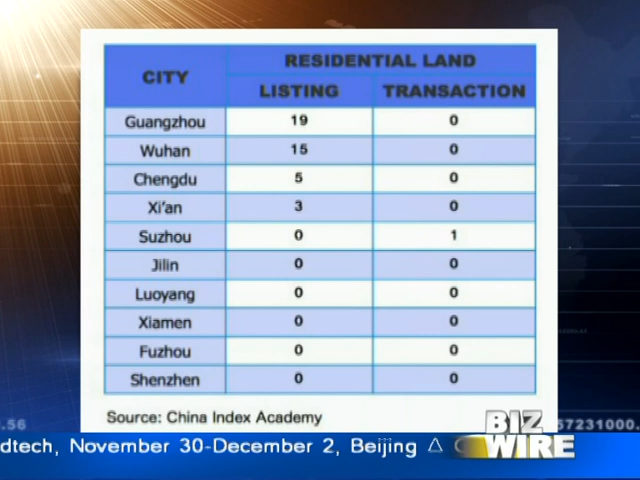 CITY RESIDENTIAL LAND
LISTING TRANSACTION
Guangzhou 19 0
Wuhan 15 0
Chengdu 5 0
Xi'an 3 0
Suzhou 0 1
Jilin 0 0
Luoyang 0 0
Xiamen 0 0
Fuzhou 0 0
Shenzhen 0 0
Source: China Index Academy
.56 57231000.
BIZ
WIRE
dtech, November 30-December 2, Beijing